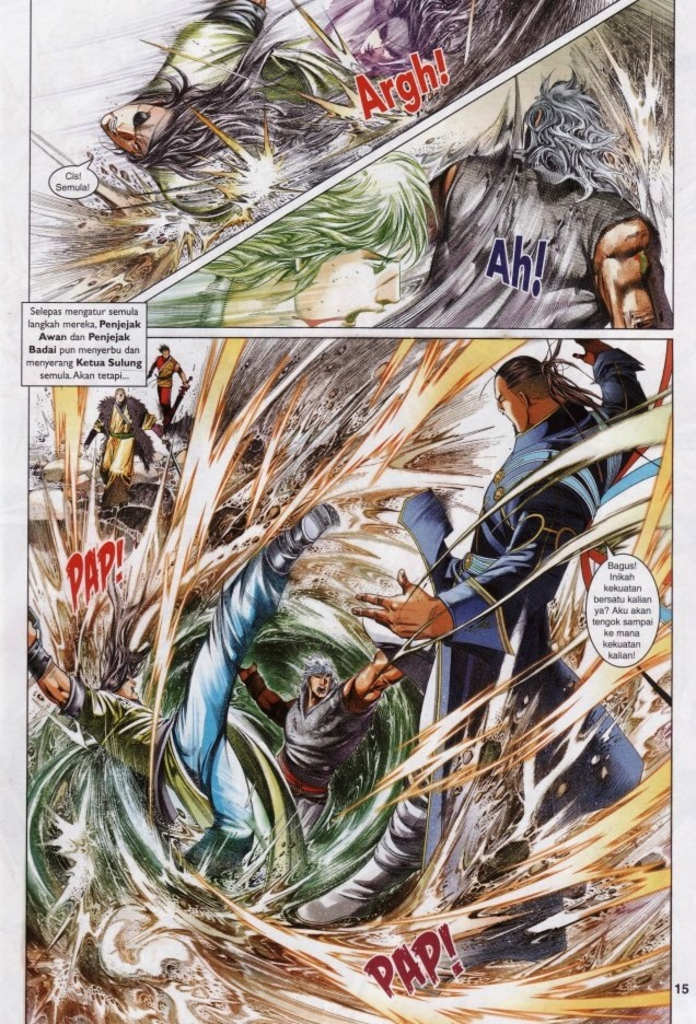 Argh!
Cis!
Semula!
Ah!
Selepas mengatur semula
langkah mereka, Penjejak
Awan dan Penjejak
Badai pun menyerbu dan
menyerang Ketua Sulung
semula. Akan tetapi...
PAP!
Bagus!
Inikah
kekuatan
bersatu kalian
ya? Aku akan
tengok sampai
ke mana
kekuatan
kalian!
PAP!
15